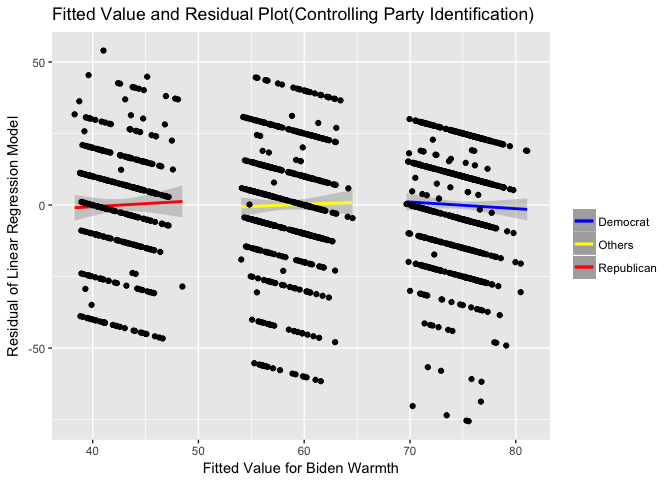 Fitted Value and Residual Plot(Controlling Party Identification)
Residual of Linear Regression Model
50
0
-50
40
50
60
70
80
Fitted Value for Biden Warmth
Democrat
Others
Republican